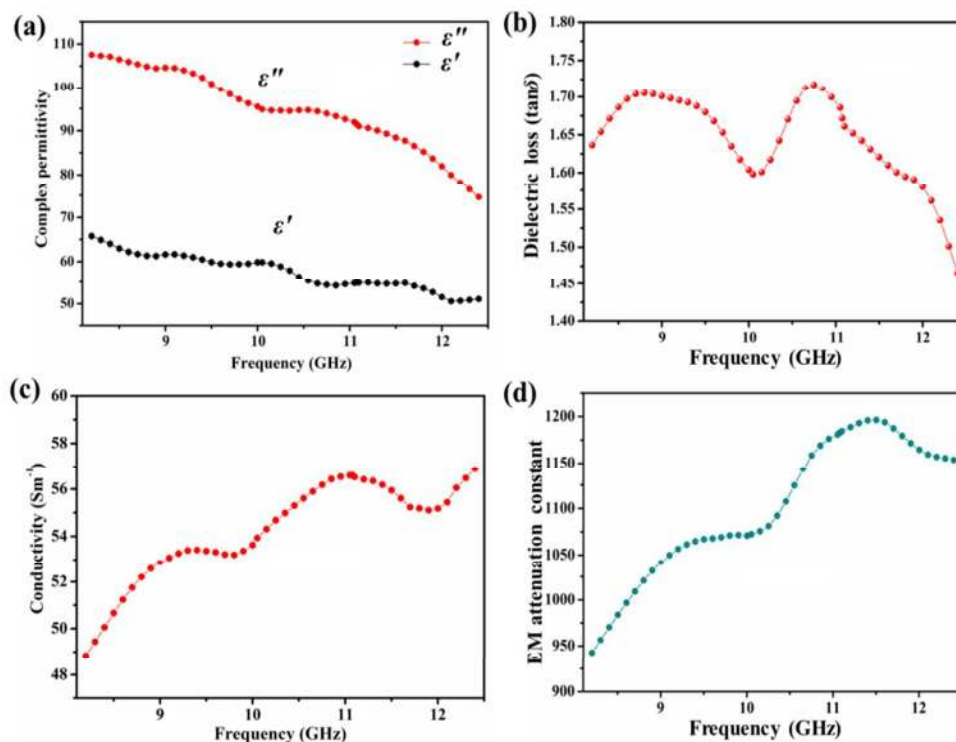 (a)
Complex permittivity
110
100
90
80
70
60
50
ε″
ε′
ε″
ε′
9
10
11
12
Frequency (GHz)
(b)
Dielectric loss (tanδ)
1.80
1.75
1.70
1.65
1.60
1.55
1.50
1.45
1.40
9
10
11
12
Frequency (GHz)
(c)
Conductivity (Sm⁻¹)
60
58
56
54
52
50
48
9
10
11
12
Frequency (GHz)
(d)
EM attenuation constant
1200
1150
1100
1050
1000
950
900
9
10
11
12
Frequency (GHz)